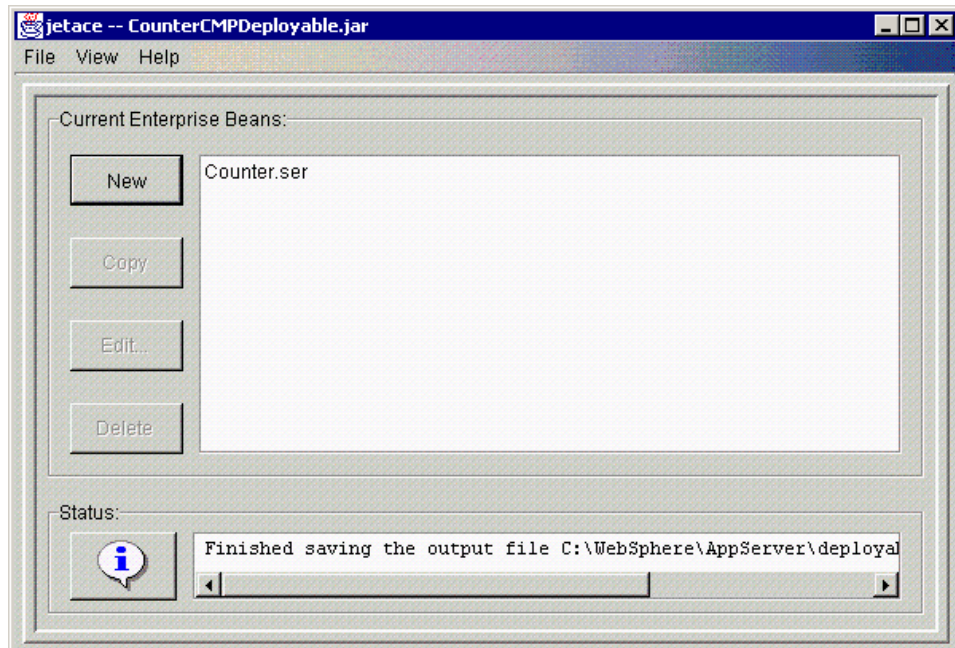 jetace -- CounterCMPDeployable.jar
File View Help
Current Enterprise Beans:
New
Counter.ser
Copy
Edit...
Delete
Status:
Finished saving the output file C:\WebSphere\AppServer\deploya